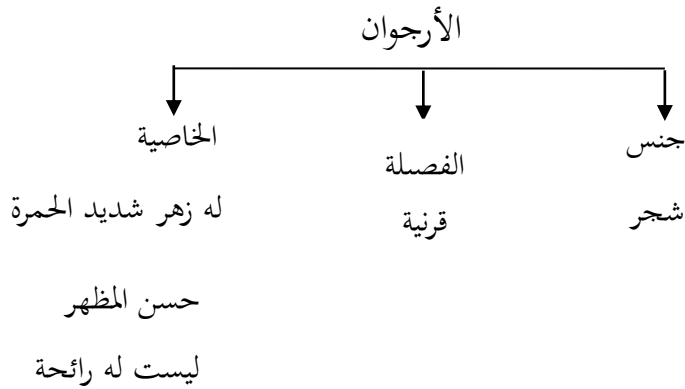 الأرجوان
جنس
شجر
الفصلة
قرنية
الخاصية
له زهر شديد الحمرة
حسن المظهر
ليست له رائحة